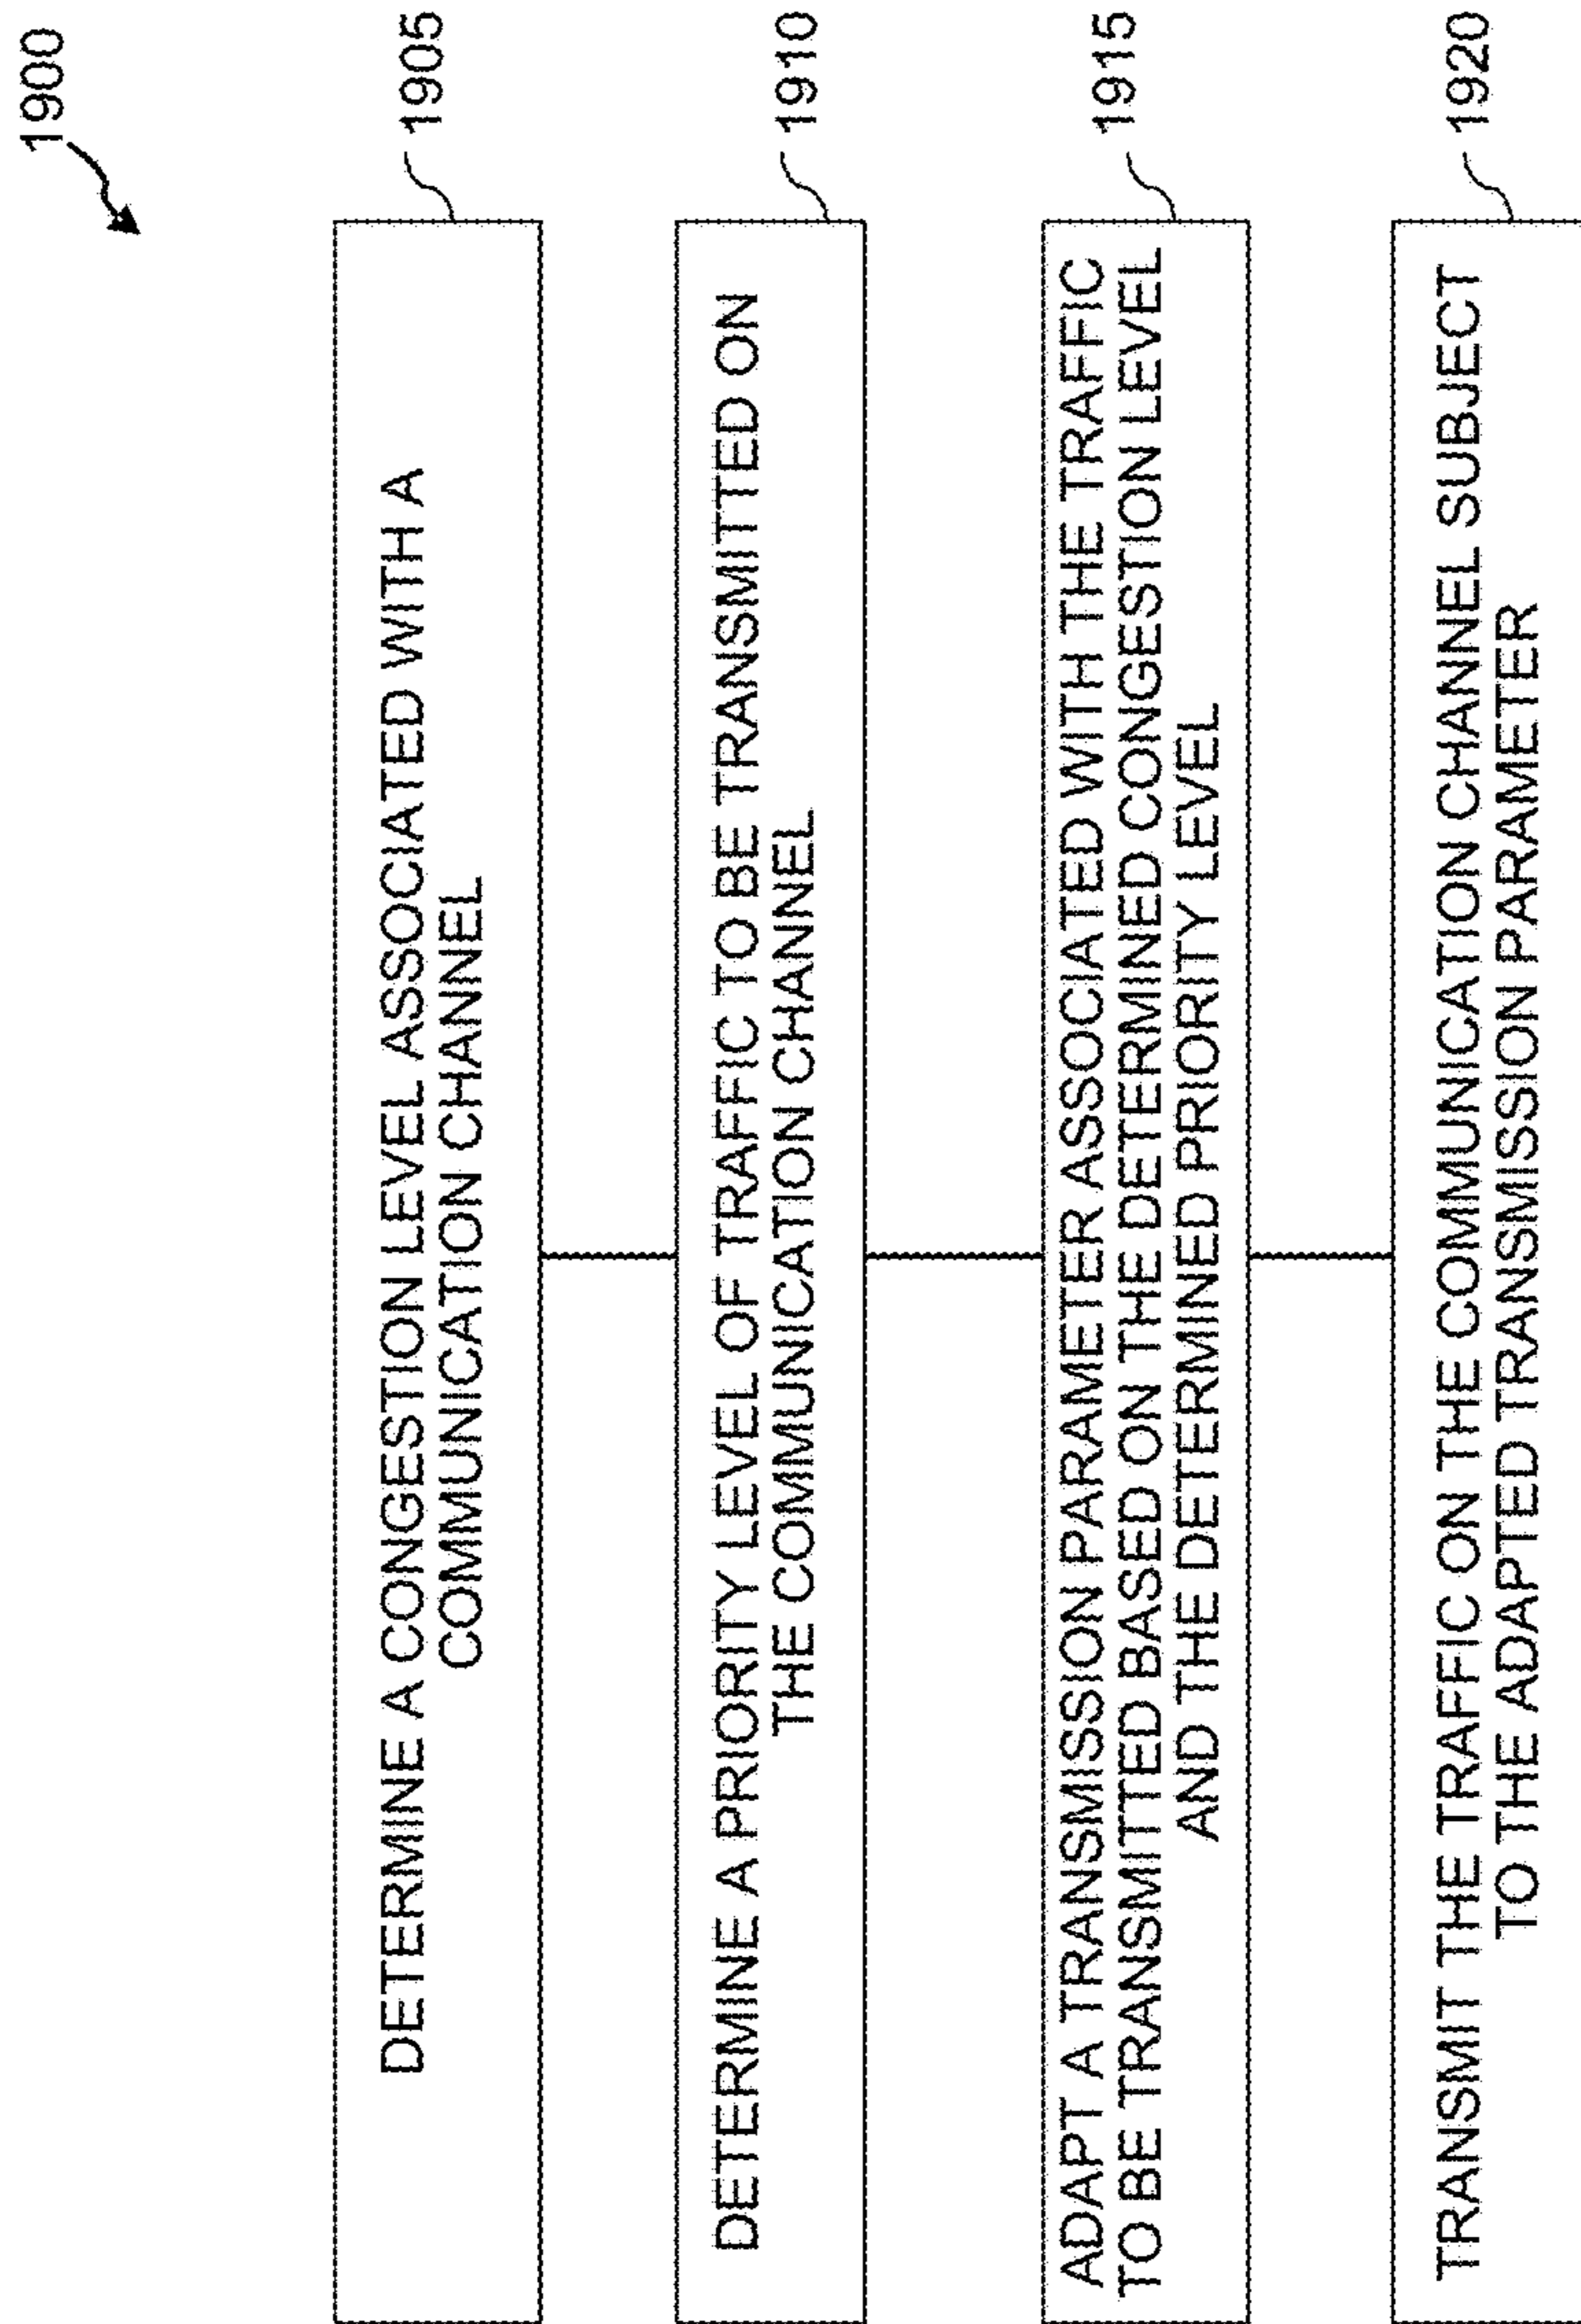 1900
DETERMINE A CONGESTION LEVEL ASSOCIATED WITH A
COMMUNICATION CHANNEL
1905
DETERMINE A PRIORITY LEVEL OF TRAFFIC TO BE TRANSMITTED ON
THE COMMUNICATION CHANNEL
1910
ADAPT A TRANSMISSION PARAMETER ASSOCIATED WITH THE TRAFFIC
TO BE TRANSMITTED BASED ON THE DETERMINED CONGESTION LEVEL
AND THE DETERMINED PRIORITY LEVEL
1915
TRANSMIT THE TRAFFIC ON THE COMMUNICATION CHANNEL SUBJECT
TO THE ADAPTED TRANSMISSION PARAMETER
1920